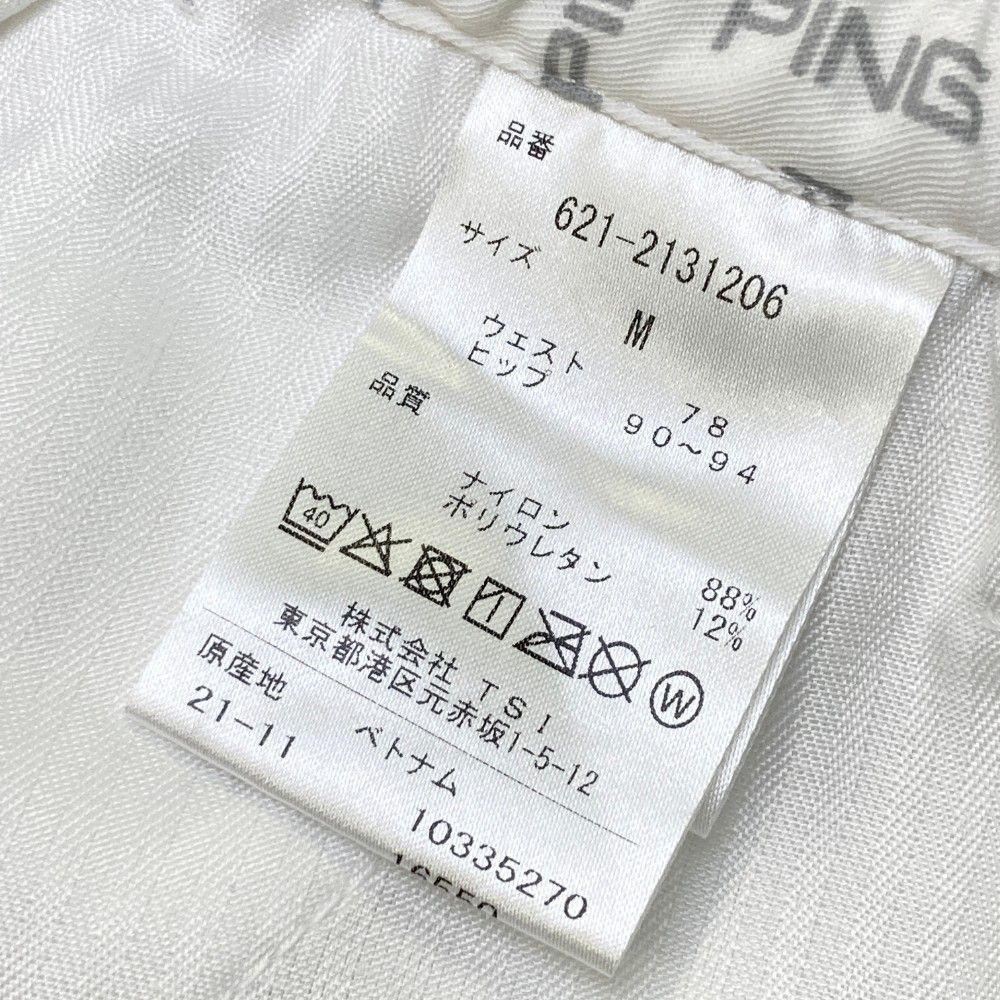 PING
品番
621-2131206
サイズ
M
ウェスト 78
ヒップ 90~94
品質
ナイロン 88%
ポリウレタン 12%
40
W
株式会社 TSI
東京都港区元赤坂1-5-12
原産地 ベトナム
21-11
10335270